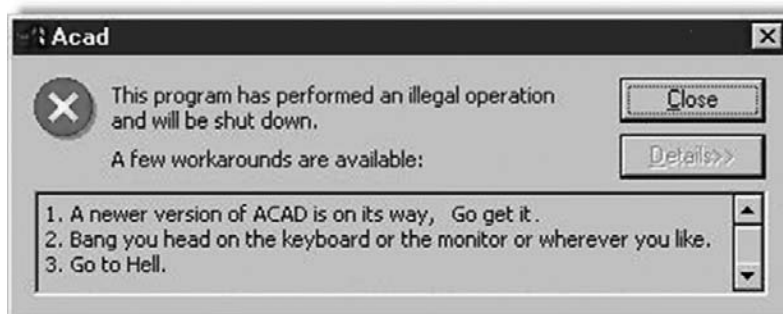 Acad
This program has performed an illegal operation
and will be shut down.
Close
A few workarounds are available:
Details>>
1. A newer version of ACAD is on its way, Go get it.
2. Bang you head on the keyboard or the monitor or wherever you like.
3. Go to Hell.